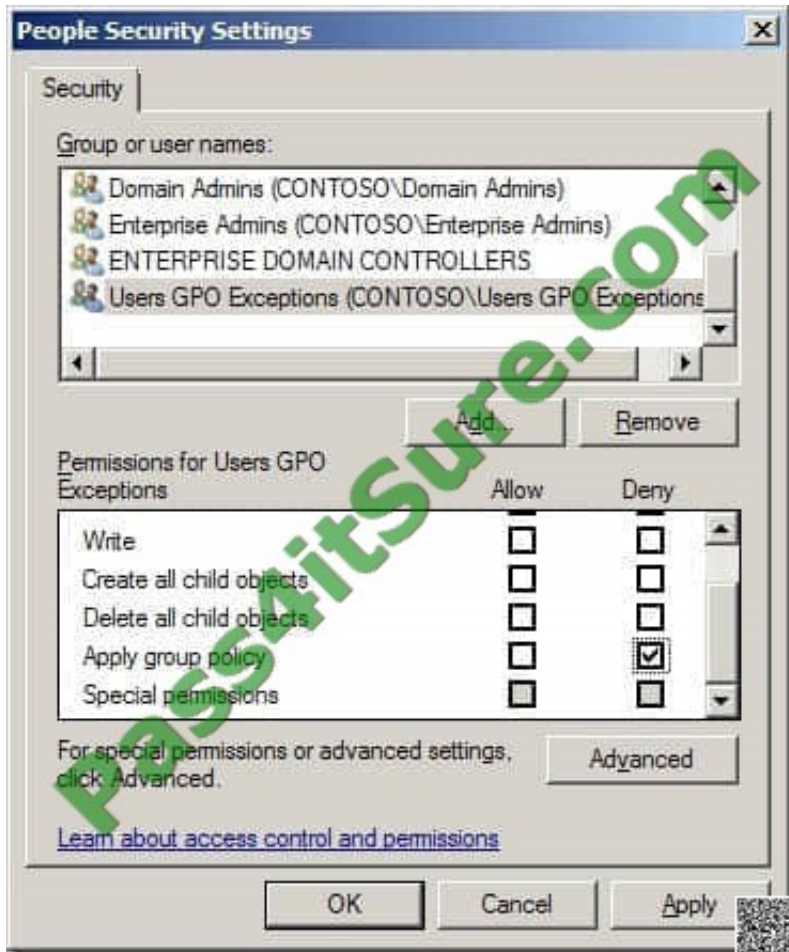 People Security Settings
Security
Group or user names:
Domain Admins (CONTOSO\Domain Admins)
Enterprise Admins (CONTOSO\Enterprise Admins)
ENTERPRISE DOMAIN CONTROLLERS
Users GPO Exceptions (CONTOSO\Users GPO Exceptions
Add...
Remove
Permissions for Users GPO
Exceptions
Allow
Deny
Write
Create all child objects
Delete all child objects
Apply group policy
Special permissions
For special permissions or advanced settings,
click Advanced.
Advanced
Learn about access control and permissions
OK
Cancel
Apply
pass4itSure.com